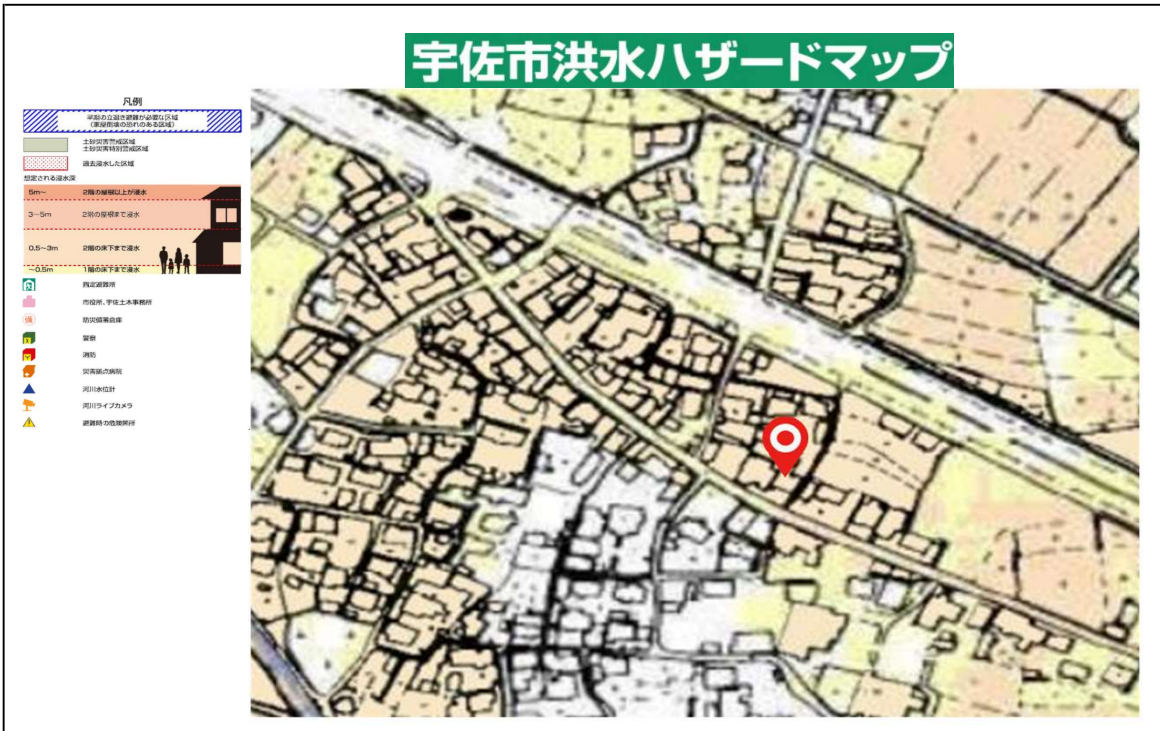 宇佐市洪水ハザードマップ
凡例
早期の立退き避難が必要な区域
(家屋倒壊の恐れのある区域)
土砂災害警戒区域
土砂災害特別警戒区域
過去浸水した区域
想定される浸水深
5m~ 2階の屋根以上が浸水
3~5m 2階の屋根まで浸水
0.5~3m 2階の床下まで浸水
~0.5m 1階の床下まで浸水
指定避難所
市役所、宇佐土木事務所
防災備蓄倉庫
警察
消防
災害拠点病院
河川水位計
河川ライブカメラ
避難時の危険箇所